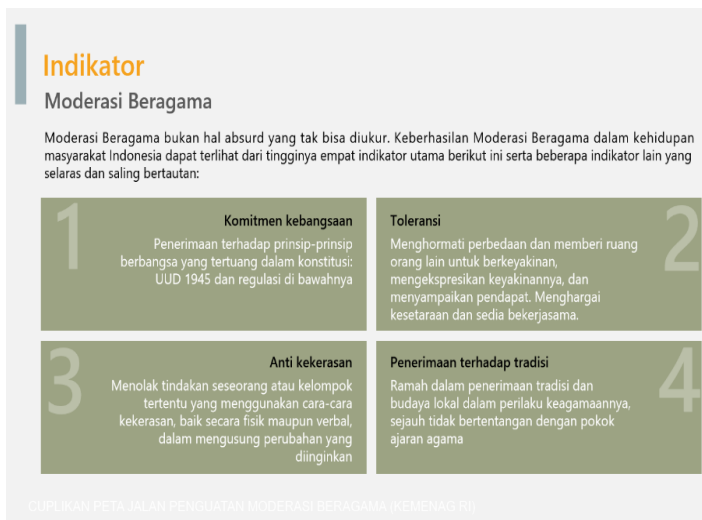 Indikator
Moderasi Beragama
Moderasi Beragama bukan hal absurd yang tak bisa diukur. Keberhasilan Moderasi Beragama dalam kehidupan
masyarakat Indonesia dapat terlihat dari tingginya empat indikator utama berikut ini serta beberapa indikator lain yang
selaras dan saling bertautan:
1
Komitmen kebangsaan
Penerimaan terhadap prinsip-prinsip
berbangsa yang tertuang dalam konstitusi:
UUD 1945 dan regulasi di bawahnya
2
Toleransi
Menghormati perbedaan dan memberi ruang
orang lain untuk berkeyakinan,
mengekspresikan keyakinannya, dan
menyampaikan pendapat. Menghargai
kesetaraan dan sedia bekerjasama.
3
Anti kekerasan
Menolak tindakan seseorang atau kelompok
tertentu yang menggunakan cara-cara
kekerasan, baik secara fisik maupun verbal,
dalam mengusung perubahan yang
diinginkan
4
Penerimaan terhadap tradisi
Ramah dalam penerimaan tradisi dan
budaya lokal dalam perilaku keagamaannya,
sejauh tidak bertentangan dengan pokok
ajaran agama
CUPLIKAN PETA JALAN PENGUATAN MODERASI BERAGAMA (KEMENAG RI)